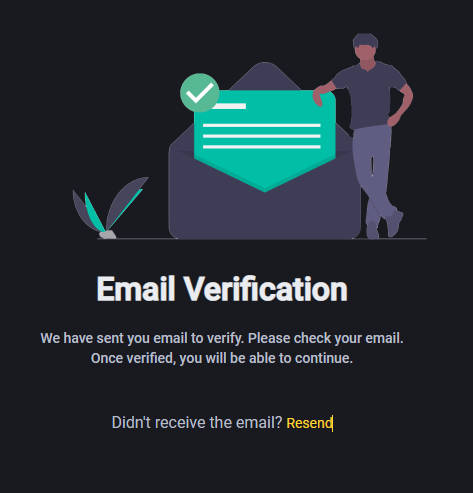 Email Verification
We have sent you email to verify. Please check your email.
Once verified, you will be able to continue.
Didn't receive the email? Resend